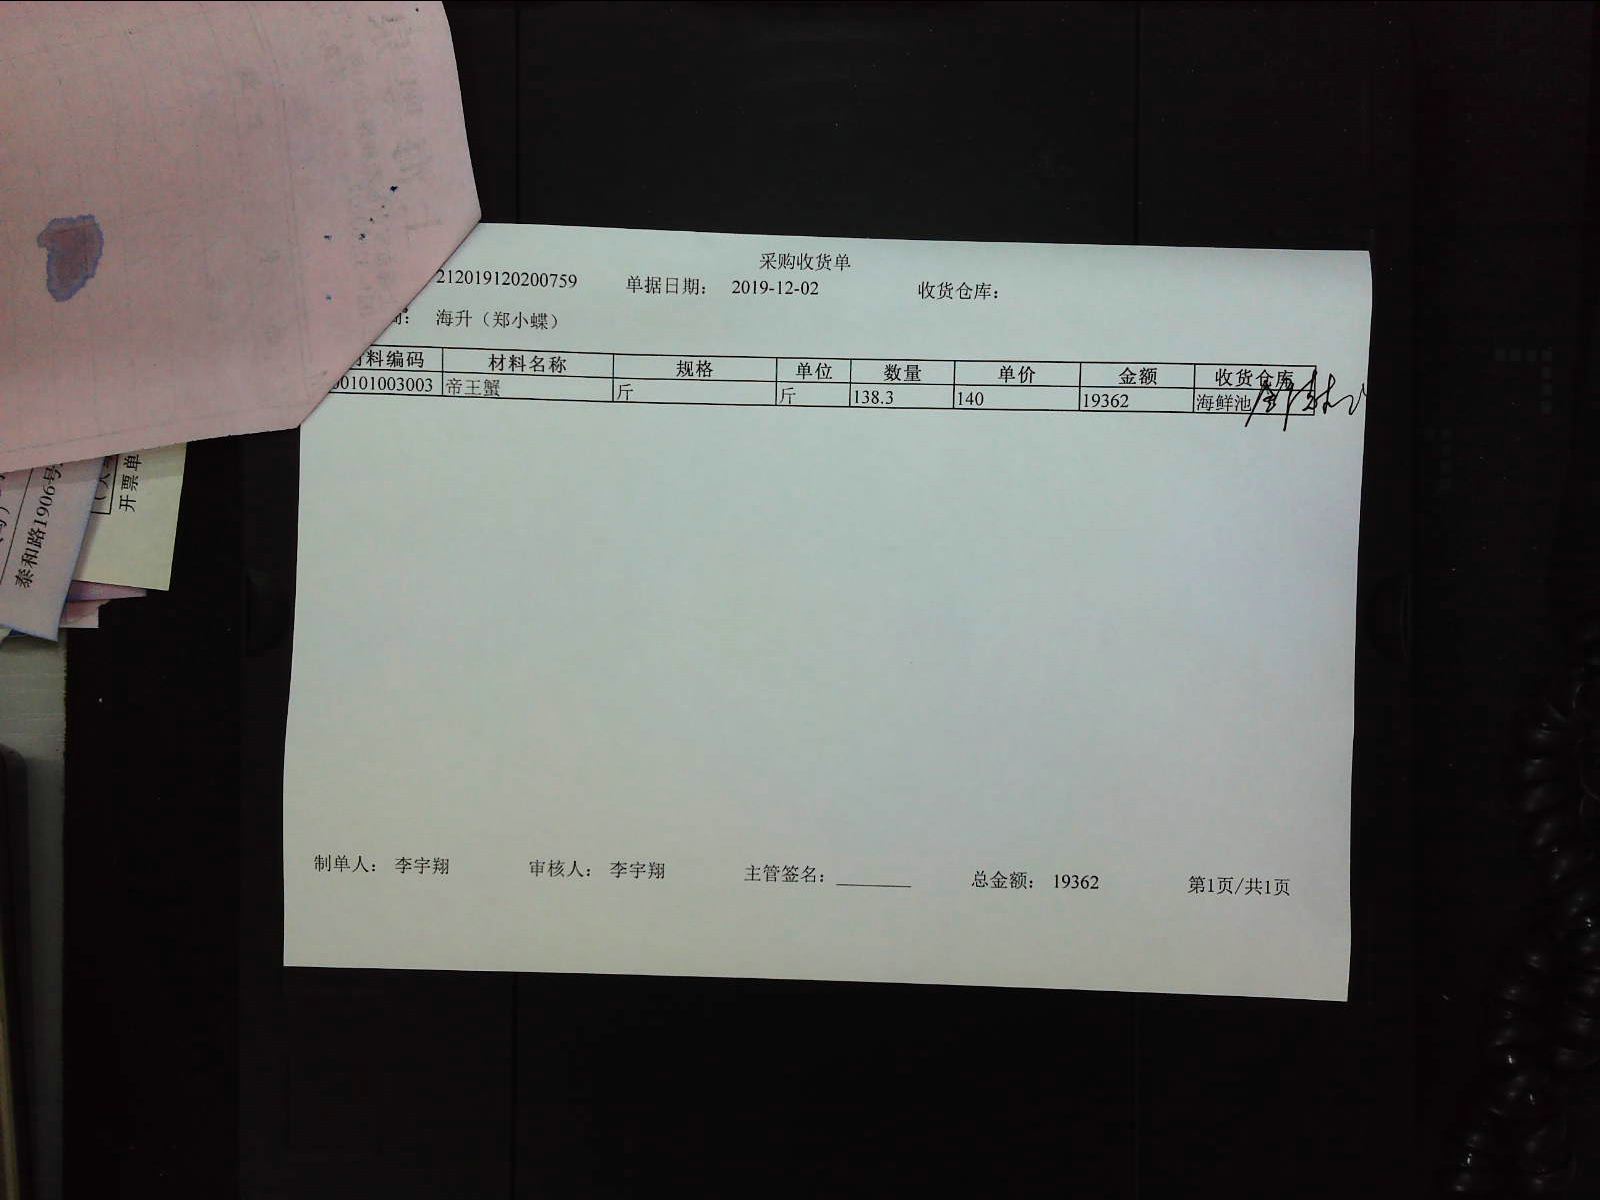 采购收货单
212019120200759 单据日期： 2019-12-02 收货仓库：
海升（郑小蝶）
料编码 材料名称 规格 单位 数量 单价 金额 收货仓库
00101003003 帝王蟹 斤 斤 138.3 140 19362 海鲜池
制单人： 李宇翔 审核人： 李宇翔 主管签名： 总金额： 19362 第1页/共1页
泰和路1906号
开票单